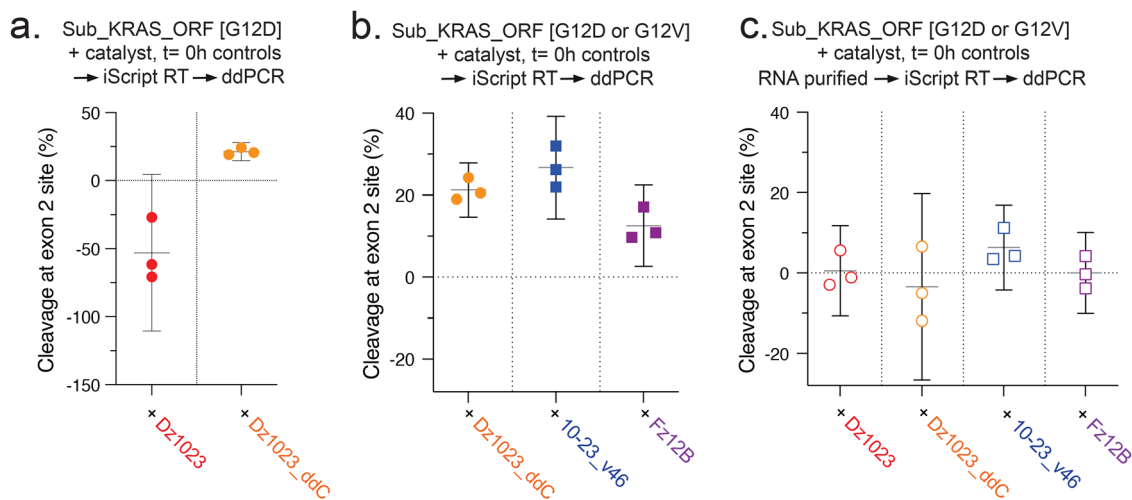 a.
Sub_KRAS_ORF [G12D]
+ catalyst, t= 0h controls
→ iScript RT → ddPCR
Cleavage at exon 2 site (%)
50
0
-50
-100
-150
+ Dz1023
+ Dz1023_ddC
b.
Sub_KRAS_ORF [G12D or G12V]
+ catalyst, t= 0h controls
→ iScript RT → ddPCR
Cleavage at exon 2 site (%)
40
20
0
-20
+ Dz1023_ddC
+ 10-23_v46
+ Fz12B
c.
Sub_KRAS_ORF [G12D or G12V]
+ catalyst, t= 0h controls
RNA purified → iScript RT → ddPCR
Cleavage at exon 2 site (%)
40
20
0
-20
+ Dz1023
+ Dz1023_ddC
+ 10-23_v46
+ Fz12B